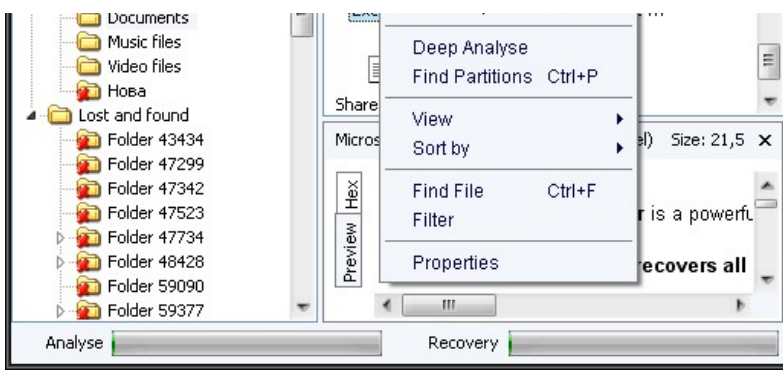 Documents
Music files
Video files
Нова
Lost and found
Folder 43434
Folder 47299
Folder 47342
Folder 47523
Folder 47734
Folder 48428
Folder 59090
Folder 59377
Share
Micros
Deep Analyse
Find Partitions Ctrl+P
View
Sort by
Find File Ctrl+F
Filter
Properties
el) Size: 21,5
Hex
Preview
r is a powerfu
recovers all
Analyse
Recovery